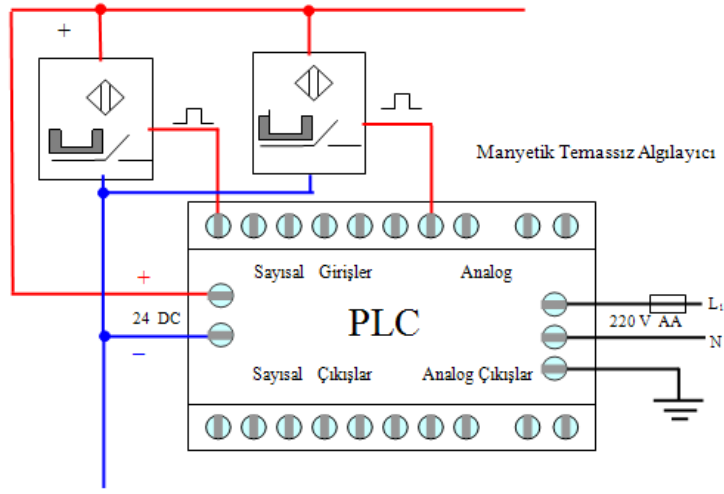 +
Manyetik Temassız Algılayıcı
Sayısal Girişler Analog
+
24 DC
PLC
L1
220 V AA
N
−
Sayısal Çıkışlar Analog Çıkışlar